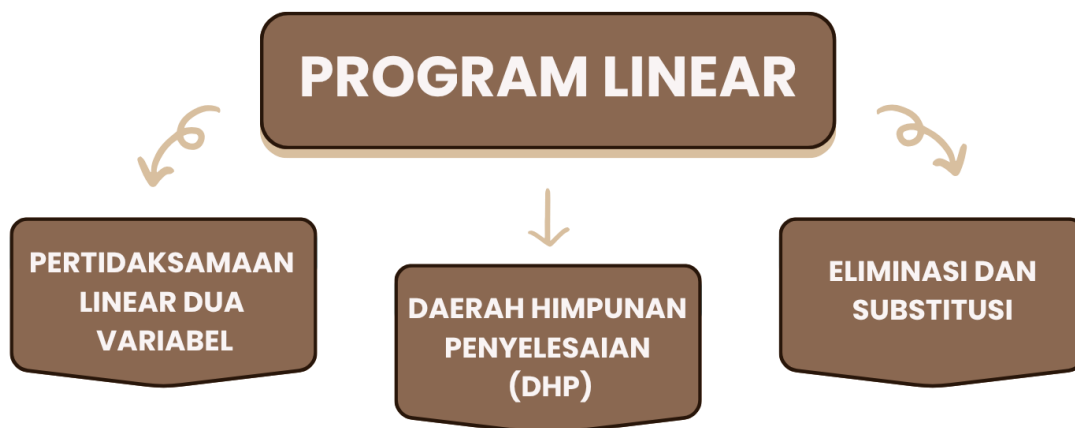 PROGRAM LINEAR
PERTIDAKSAMAAN
LINEAR DUA
VARIABEL
DAERAH HIMPUNAN
PENYELESAIAN
(DHP)
ELIMINASI DAN
SUBSTITUSI